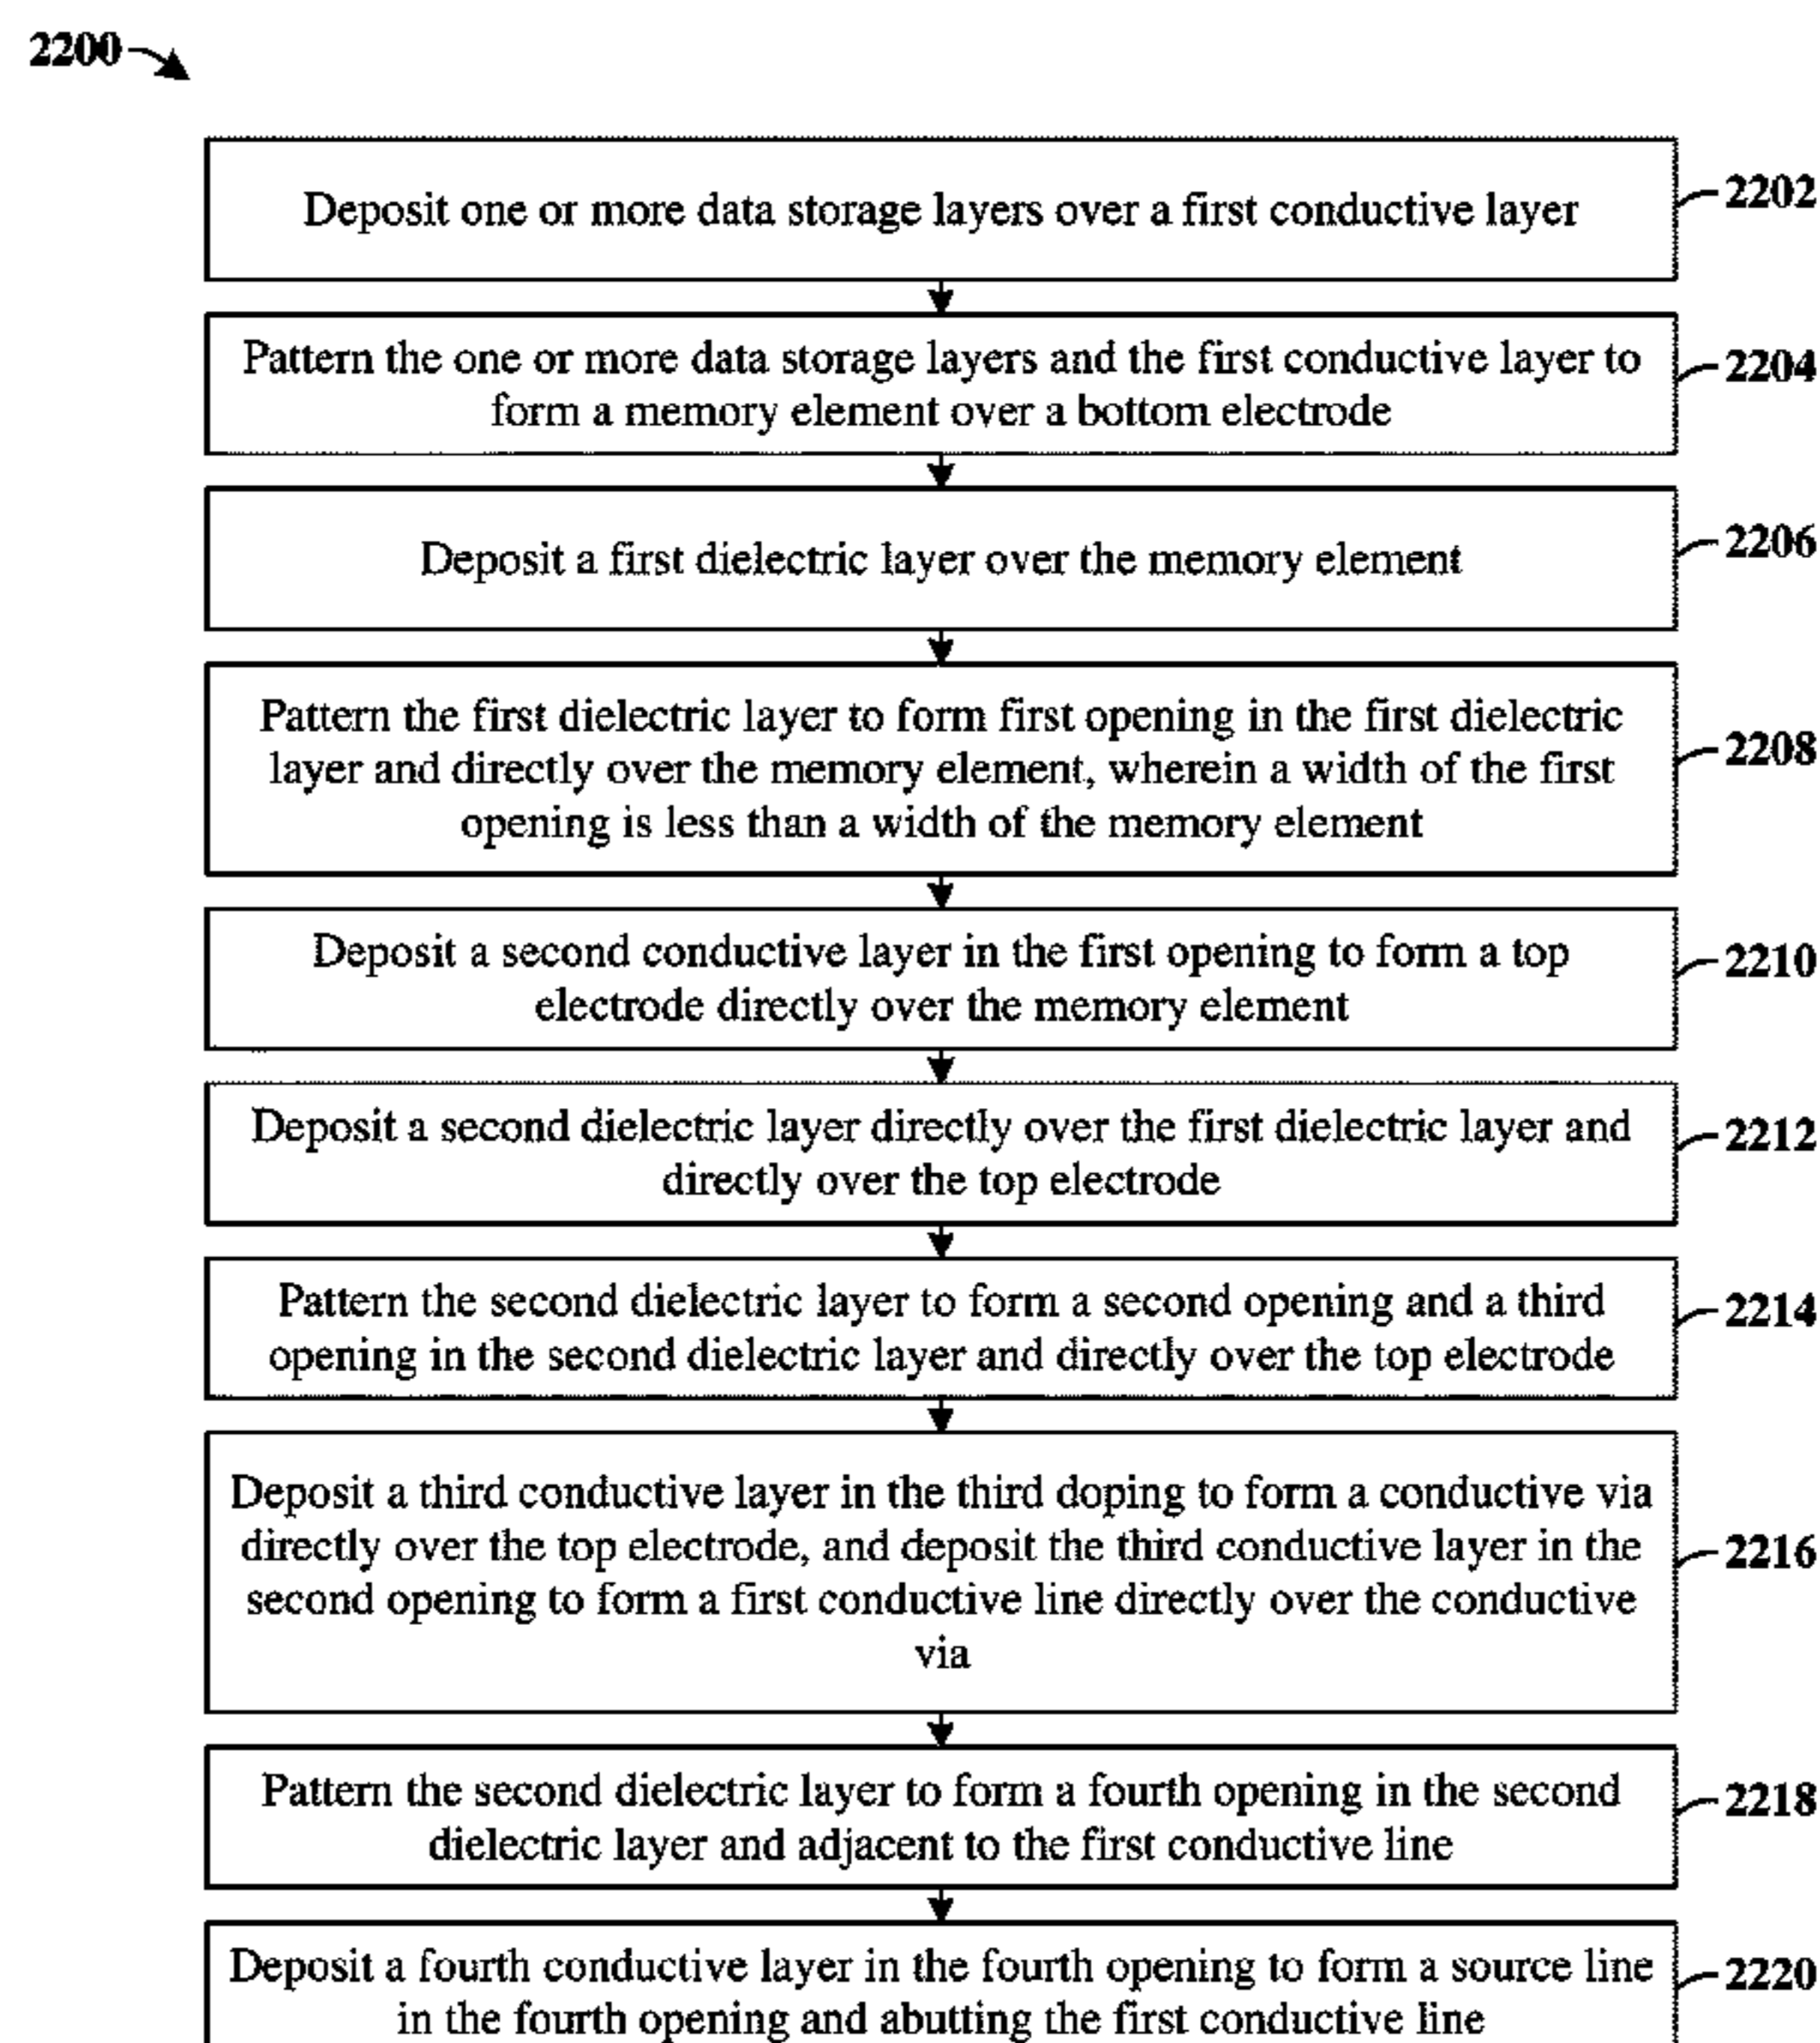 2200
Deposit one or more data storage layers over a first conductive layer
2202
Pattern the one or more data storage layers and the first conductive layer to
form a memory element over a bottom electrode
2204
Deposit a first dielectric layer over the memory element
2206
Pattern the first dielectric layer to form first opening in the first dielectric
layer and directly over the memory element, wherein a width of the first
opening is less than a width of the memory element
2208
Deposit a second conductive layer in the first opening to form a top
electrode directly over the memory element
2210
Deposit a second dielectric layer directly over the first dielectric layer and
directly over the top electrode
2212
Pattern the second dielectric layer to form a second opening and a third
opening in the second dielectric layer and directly over the top electrode
2214
Deposit a third conductive layer in the third doping to form a conductive via
directly over the top electrode, and deposit the third conductive layer in the
second opening to form a first conductive line directly over the conductive
via
2216
Pattern the second dielectric layer to form a fourth opening in the second
dielectric layer and adjacent to the first conductive line
2218
Deposit a fourth conductive layer in the fourth opening to form a source line
in the fourth opening and abutting the first conductive line
2220